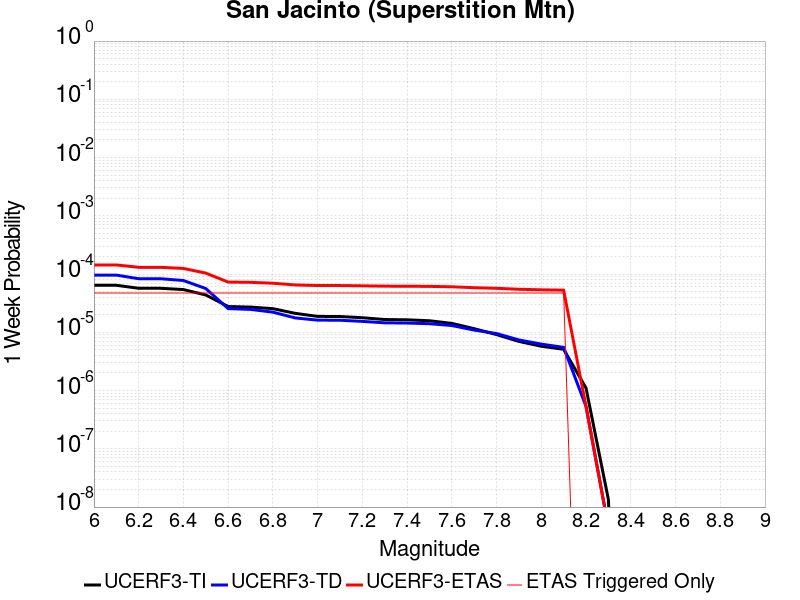 San Jacinto (Superstition Mtn)
10^0
10^-1
10^-2
10^-3
10^-4
10^-5
10^-6
10^-7
10^-8
1 Week Probability
6 6.2 6.4 6.6 6.8 7 7.2 7.4 7.6 7.8 8 8.2 8.4 8.6 8.8 9
Magnitude
UCERF3-TI UCERF3-TD UCERF3-ETAS ETAS Triggered Only